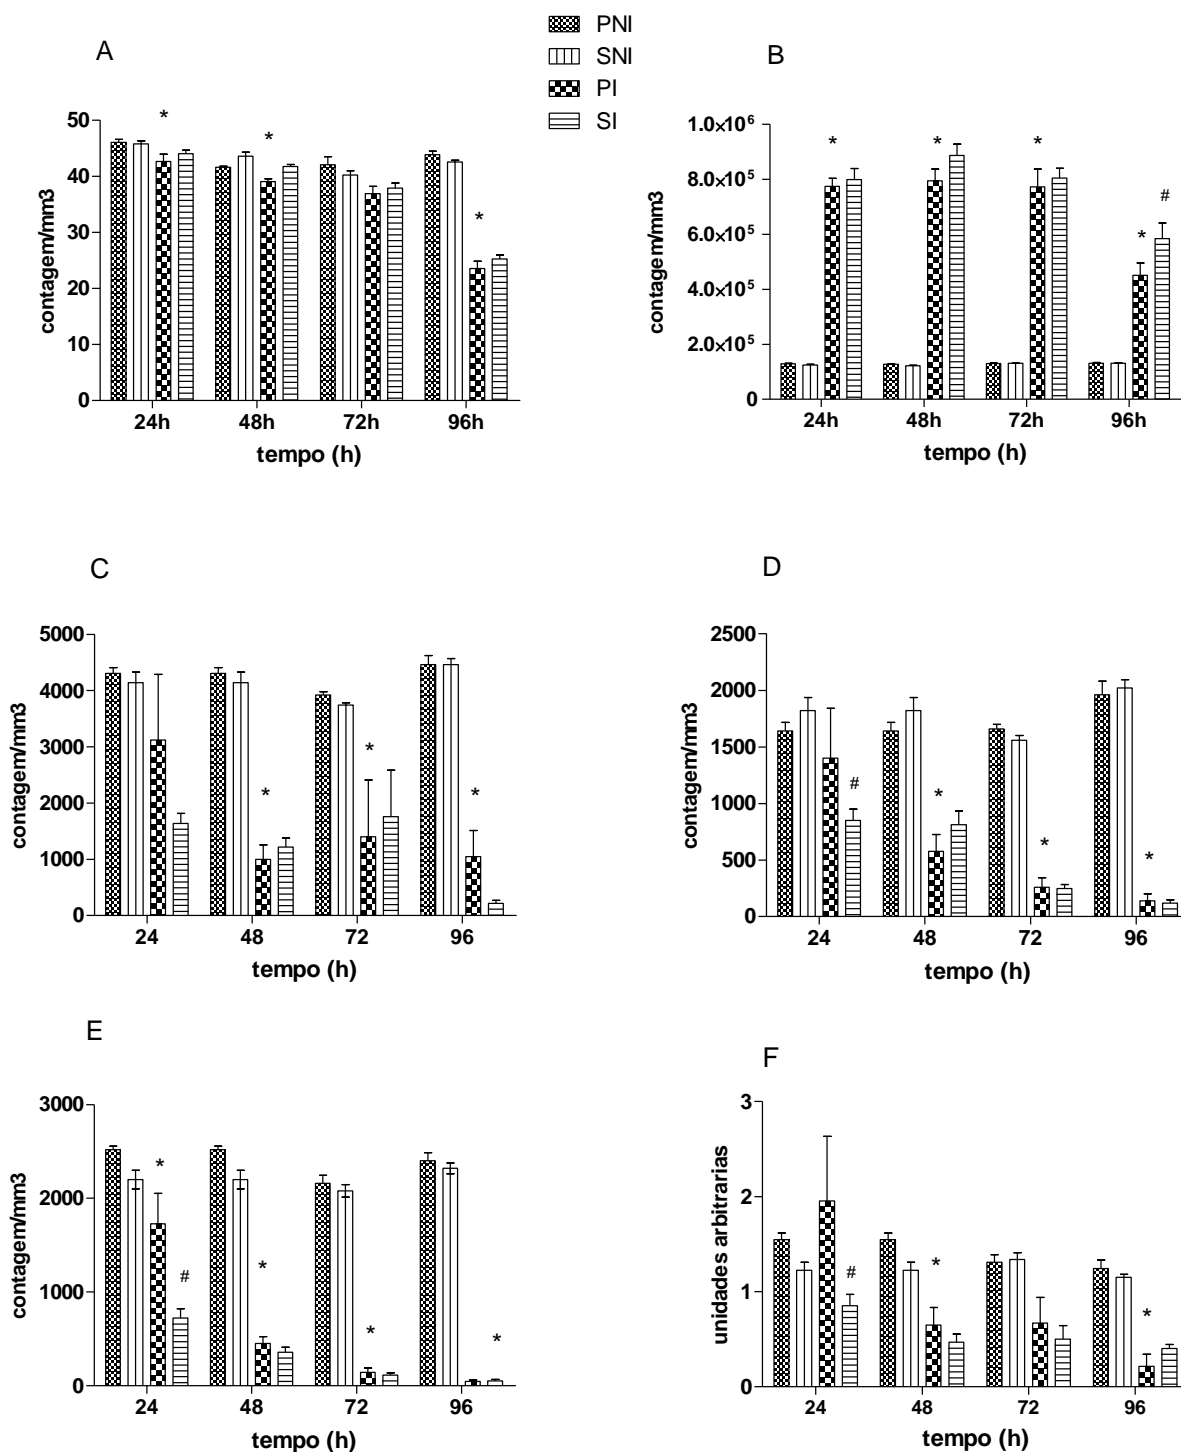 PNI
SNI
PI
SI
A
50
40
30
20
10
0
contagem/mm3
*
*
*
24h 48h 72h 96h
tempo (h)
B
1.0×10⁶
8.0×10⁵
6.0×10⁵
4.0×10⁵
2.0×10⁵
0
contagem/mm3
*
*
*
*
#
24h 48h 72h 96h
tempo (h)
C
5000
4000
3000
2000
1000
0
contagem/mm3
*
*
*
24 48 72 96
tempo (h)
D
2500
2000
1500
1000
500
0
contagem/mm3
#
*
*
*
24 48 72 96
tempo (h)
E
3000
2000
1000
0
contagem/mm3
*
#
*
*
*
24 48 72 96
tempo (h)
F
3
2
1
0
unidades arbitrarias
#
*
*
24 48 72 96
tempo (h)